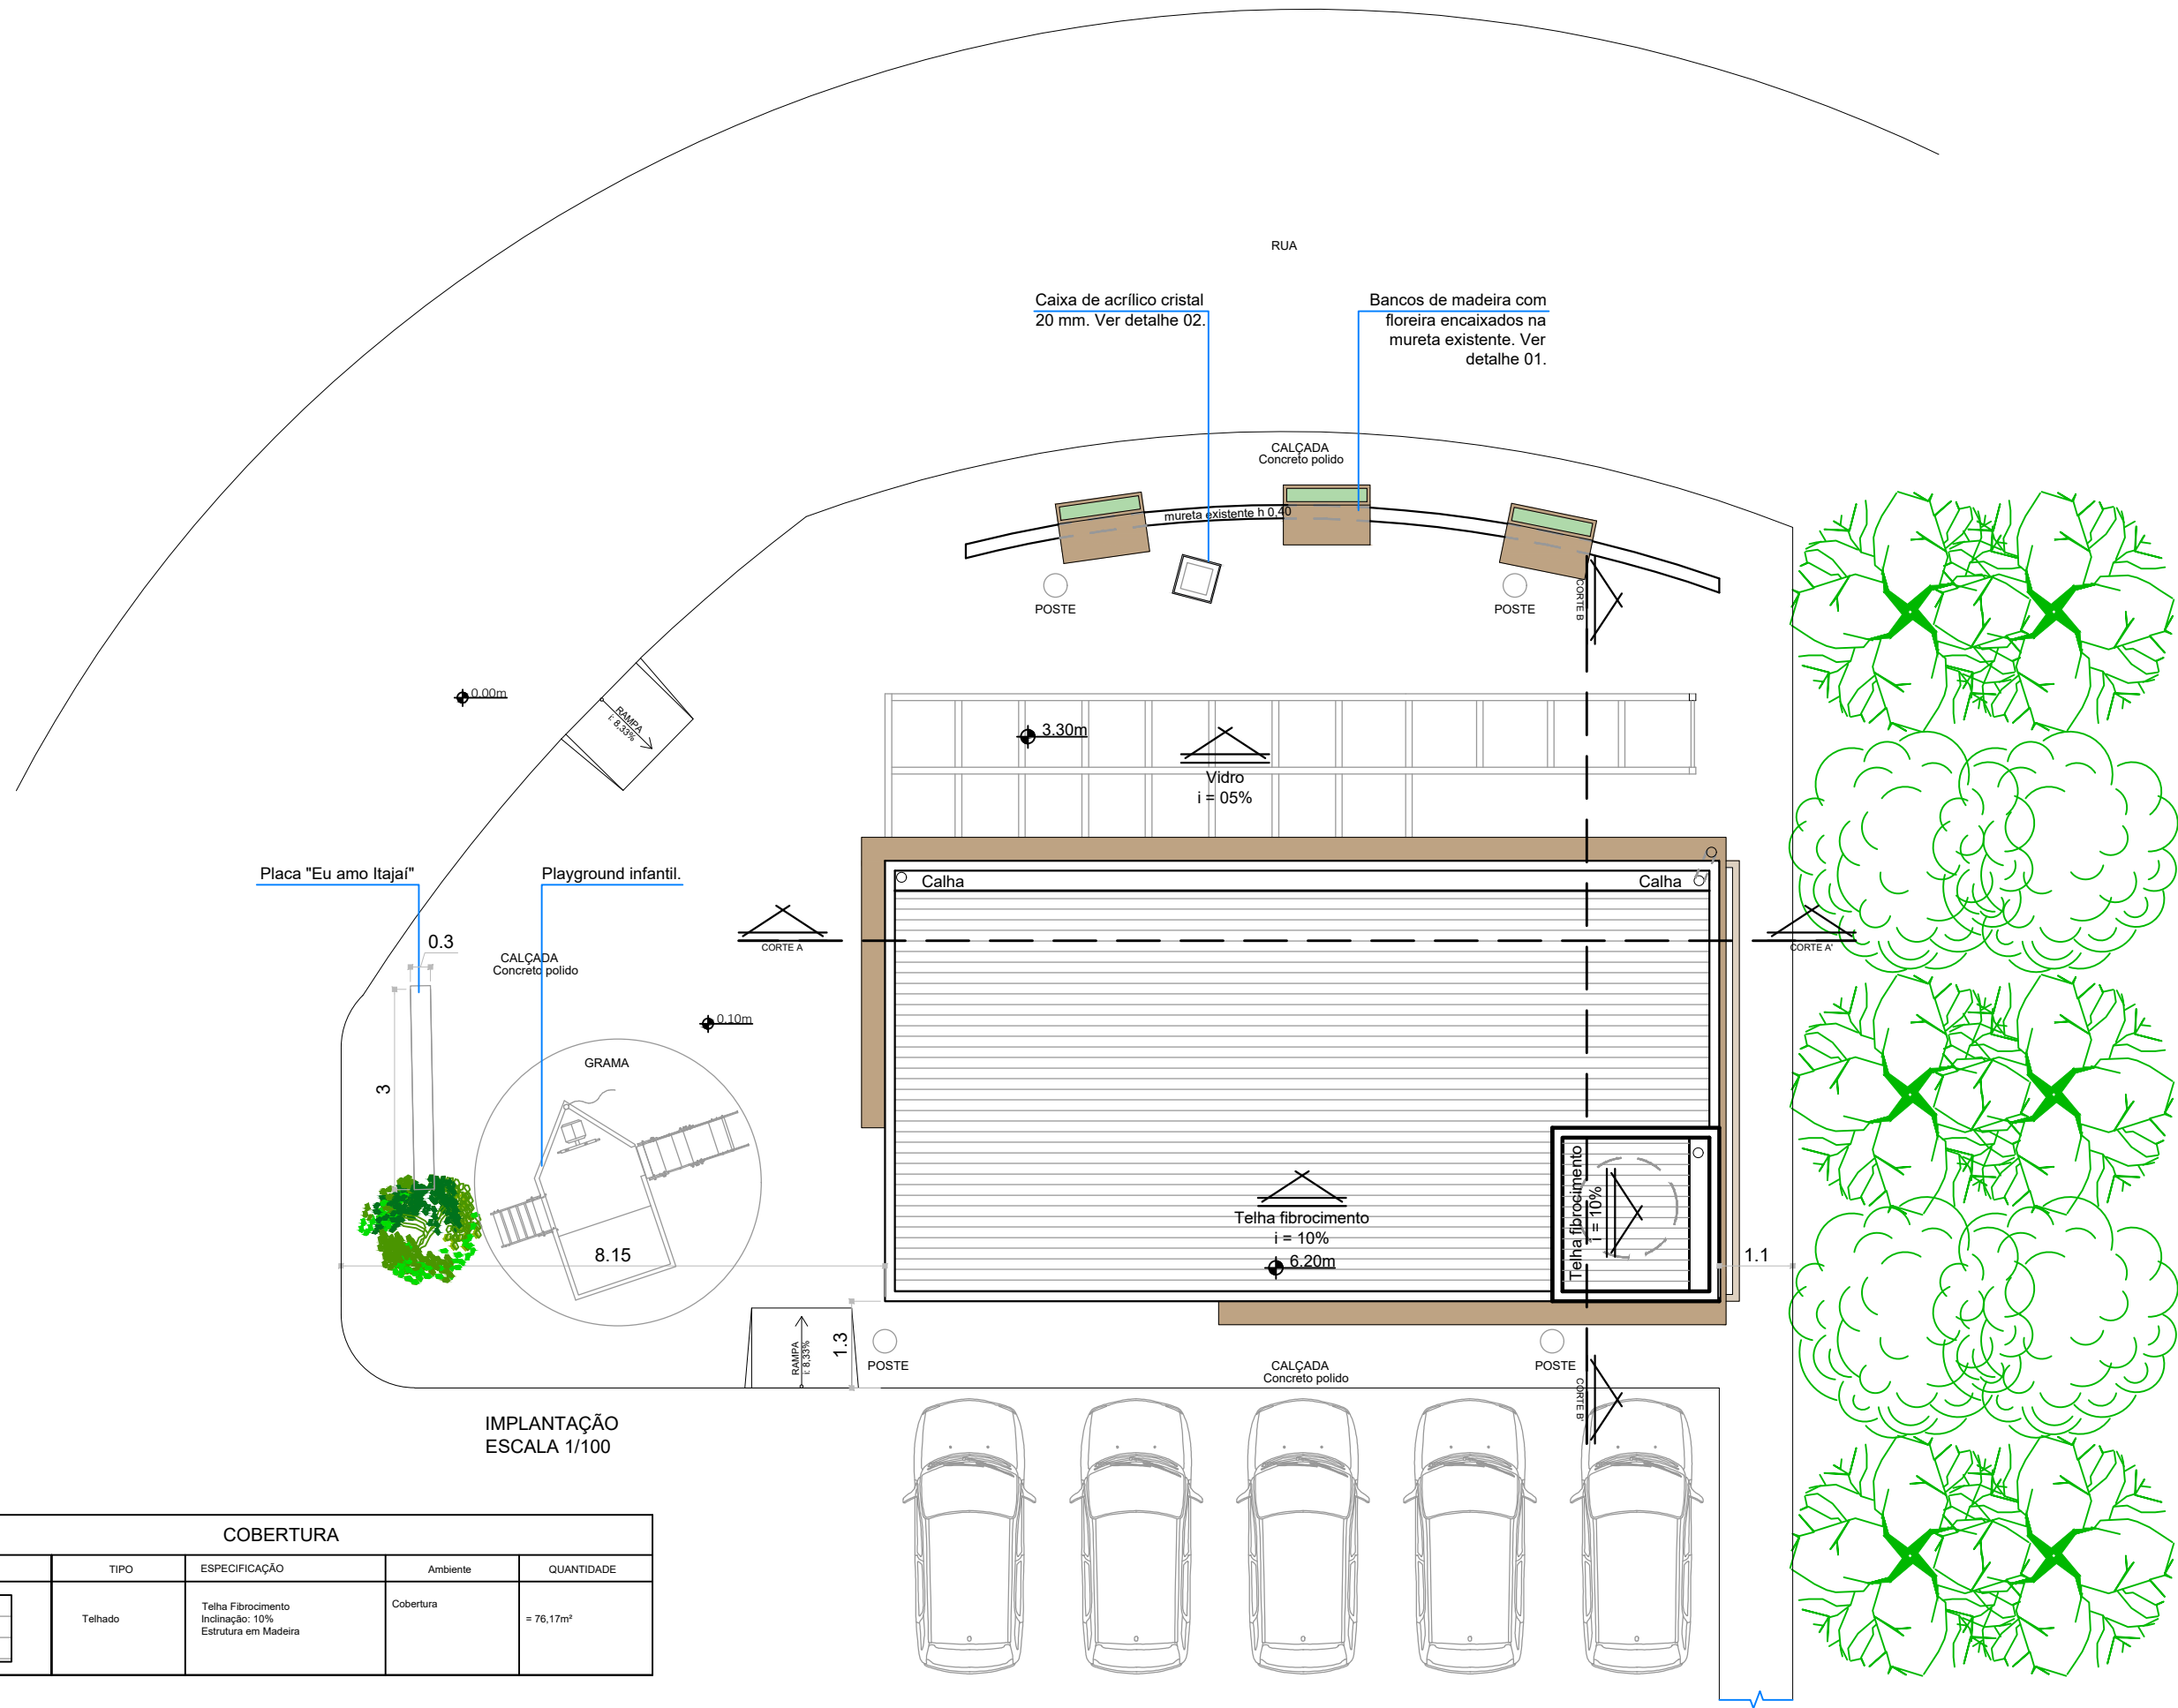 RUA
Caixa de acrílico cristal
20 mm. Ver detalhe 02.
Bancos de madeira com
floreira encaixados na
mureta existente. Ver
detalhe 01.
CALÇADA
Concreto polido
mureta existente h 0,40
POSTE
POSTE
CORTE B
0.00m
RAMPA
i: 8.33%
3.30m
Vidro
i = 05%
Placa "Eu amo Itajaí"
Playground infantil.
Calha
Calha
CORTE A
CORTE A'
0.3
CALÇADA
Concreto polido
0.10m
GRAMA
3
8.15
Telha fibrocimento
i = 10%
6.20m
Telha fibrocimento
i = 10%
1.1
RAMPA
i: 8.33%
1.3
POSTE
POSTE
CALÇADA
Concreto polido
CORTE B'
IMPLANTAÇÃO
ESCALA 1/100
COBERTURA
TIPO
ESPECIFICAÇÃO
Ambiente
QUANTIDADE
Telhado
Telha Fibrocimento
Inclinação: 10%
Estrutura em Madeira
Cobertura
= 76,17m²